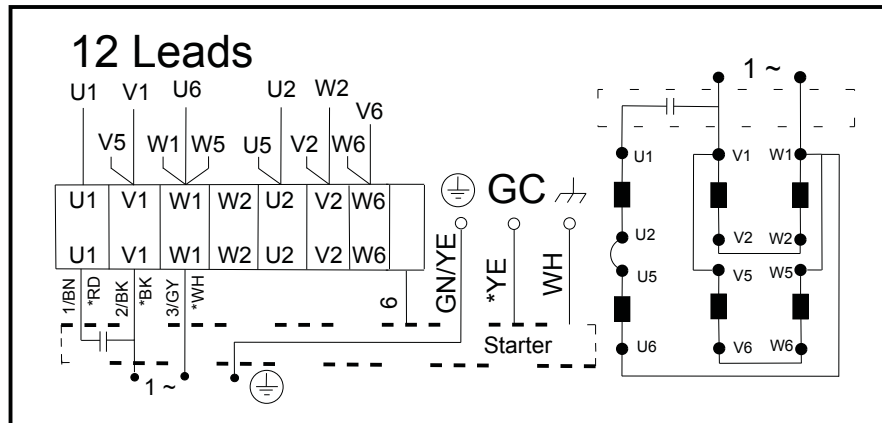 12 Leads
U1 V1 U6 U2 W2 V6
V5 W1 W5 U5 V2 W6
U1 V1 W1 W2 U2 V2 W6
U1 V1 W1 W2 U2 V2 W6
1/BN *RD 2/BK *BK 3/GY *WH 6 GN/YE *YE WH
GC
Starter
1 ~
1 ~
U1 V1 W1
U2 V2 W2
U5 V5 W5
U6 V6 W6